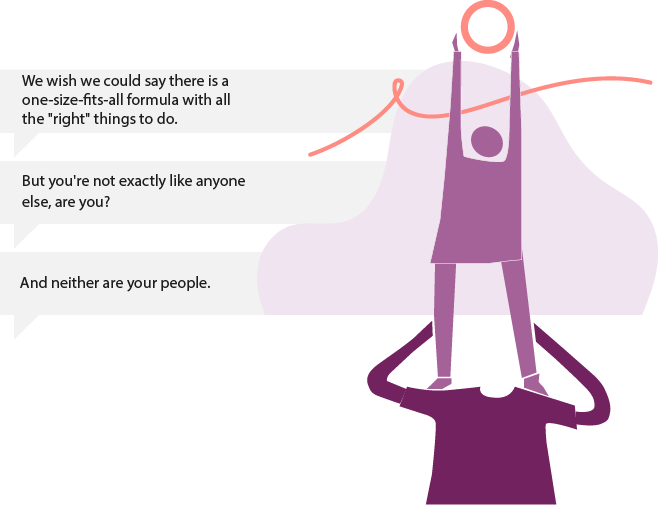 We wish we could say there is a
one-size-fits-all formula with all
the "right" things to do.
But you're not exactly like anyone
else, are you?
And neither are your people.